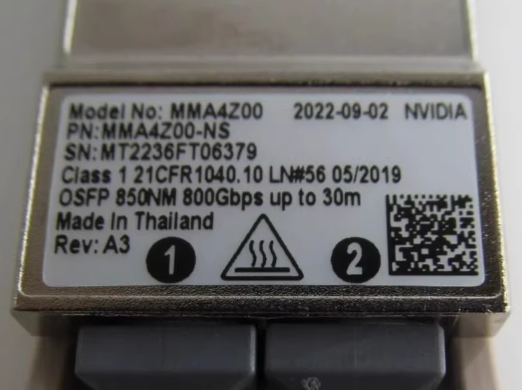 Model No: MMA4Z00 2022-09-02 NVIDIA
PN:MMA4Z00-NS
SN:MT2236FT06379
Class 1 21CFR1040.10 LN#56 05/2019
OSFP 850NM 800Gbps up to 30m
Made In Thailand
Rev: A3 1 2